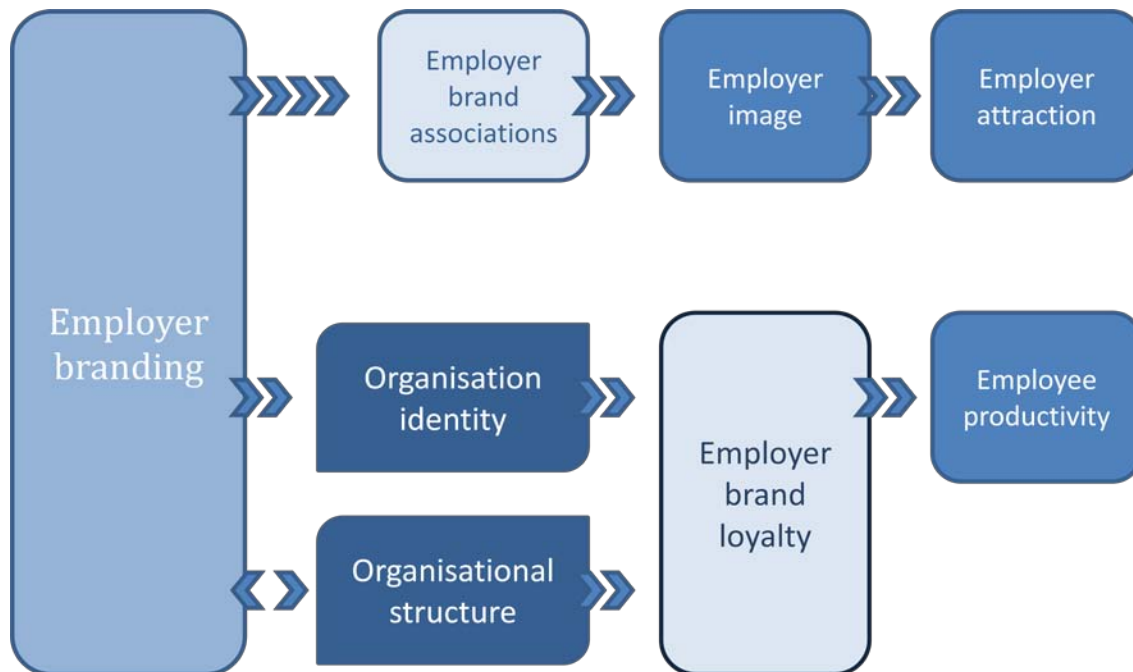 Employer
branding
Employer
brand
associations
Employer
image
Employer
attraction
Organisation
identity
Organisational
structure
Employer
brand
loyalty
Employee
productivity